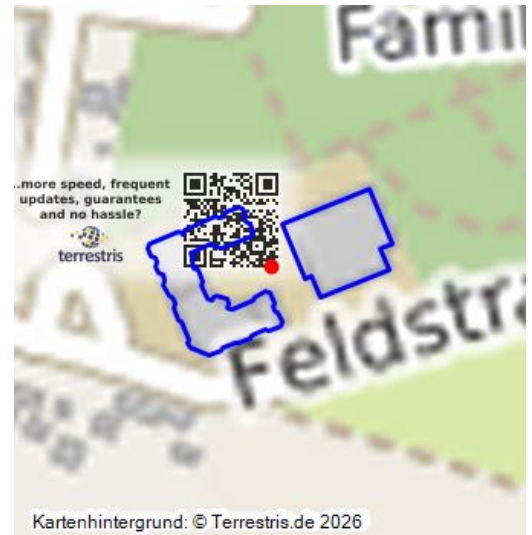 Famil
...more speed, frequent
updates, guarantees
and no hassle?
terrestris
Feldstra
Kartenhintergrund: © Terrestris.de 2026